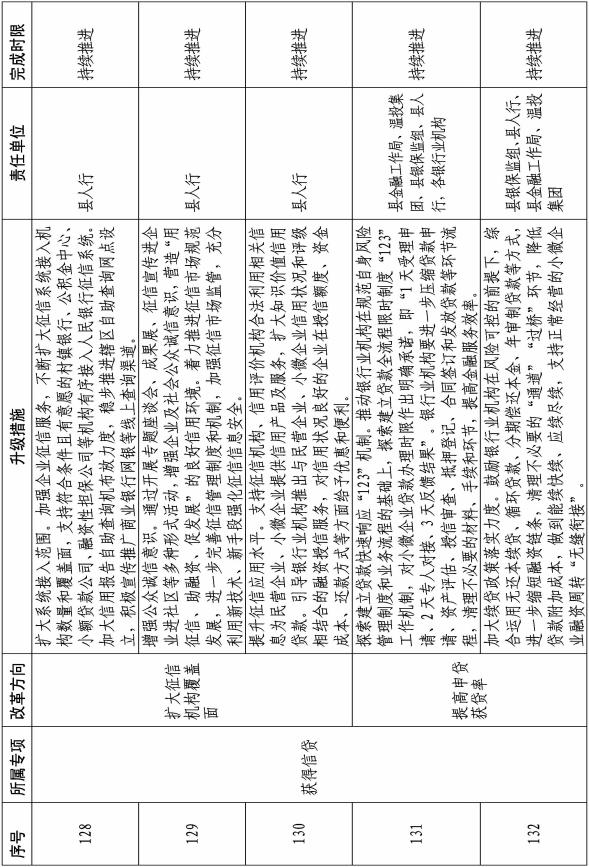 序号
所属专项
改革方向
升级措施
责任单位
完成时限
128
获得信贷
扩大征信
机构覆盖
面
扩大系统接入范围。加强企业征信服务，不断扩大征信系统接入机
构数量和覆盖面，支持符合条件且有意愿的村镇银行、公积金中心、
小额贷款公司、融资性担保公司等机构有序接入人民银行征信系统。
加大信用报告自助查询机布放力度，稳步推进辖区自助查询网点设
立，积极宣传推广商业银行网银等线上查询渠道。
县人行
持续推进
129
增强公众诚信意识。通过开展专题座谈会、成果展、征信宣传进企
业进社区等多种形式活动，增强企业及社会公众诚信意识，营造“用
征信、助融资、促发展”的良好信用环境。着力推进征信市场规范
发展，进一步完善征信管理制度和机制，加强征信市场监管，充分
利用新技术、新手段强化征信信息安全。
县人行
持续推进
130
提升征信应用水平。支持征信机构、信用评价机构合法利用相关信
息为民营企业、小微企业提供信用产品及服务，扩大知识价值信用
贷款。引导银行业机构推出与民营企业、小微企业信用状况和评级
相结合的融资授信服务，对信用状况良好的企业在授信额度、资金
成本、还款方式等方面给予优惠和便利。
县人行
持续推进
131
提高申贷
获贷率
探索建立贷款快速响应“123”机制。推动银行业机构在规范自身风险
管理制度和业务流程的基础上，探索建立贷款全流程限时制度“123”
工作机制，对小微企业贷款办理时限作出明确承诺，即“1天受理申
请、2天专人对接、3天反馈结果”。银行业机构要进一步压缩贷款申
请、资产评估、授信审查、抵押登记、合同签订和发放贷款等环节流
程，清理不必要的材料、手续和环节，提高金融服务效率。
县金融工作局、温投集
团、县银保监组、县人
行，各银行业机构
持续推进
132
加大续贷政策落实力度。鼓励银行业机构在风险可控的前提下，综
合运用无还本续贷、循环贷款、分期偿还本金、年审制贷款等方式，
进一步缩短融资链条，清理不必要的“通道”“过桥”环节，降低
贷款附加成本，做到能续快续、应续尽续，支持正常经营的小微企
业融资周转“无缝衔接”。
县银保监组、县人行、
县金融工作局、温投
集团
持续推进